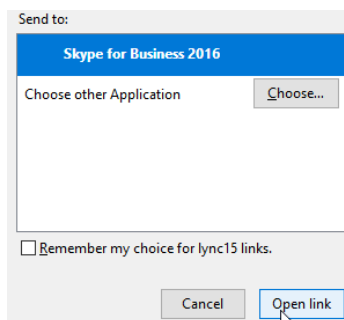 Send to:
Skype for Business 2016
Choose other Application
Choose...
Remember my choice for lync15 links.
Cancel
Open link